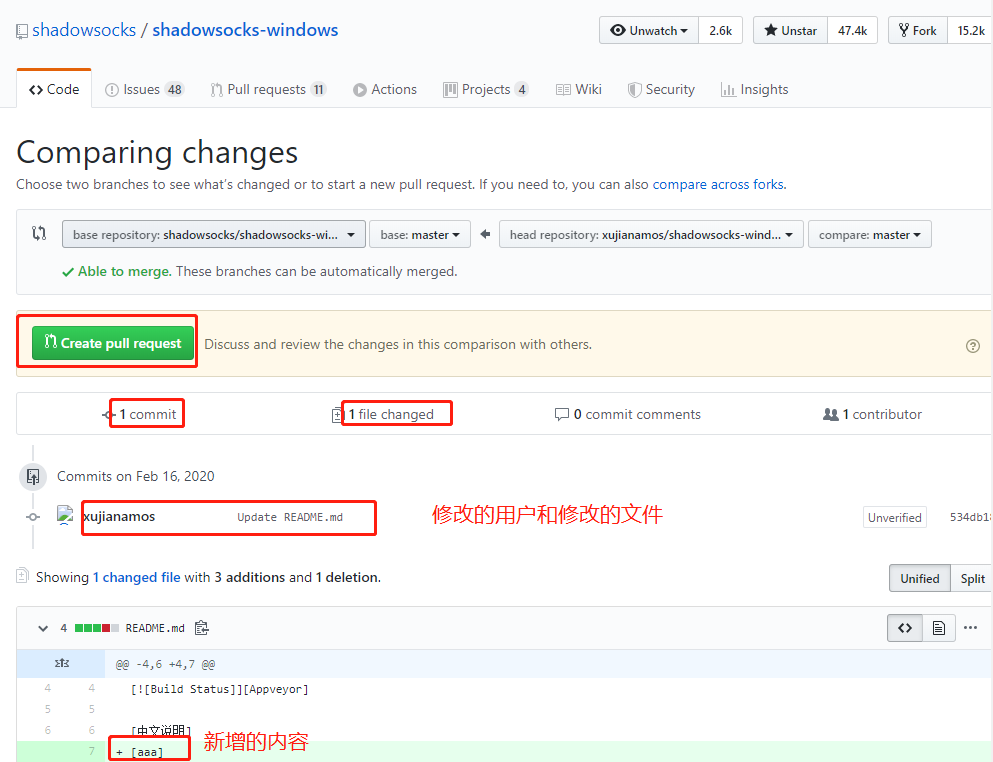 shadowsocks / shadowsocks-windows Unwatch 2.6k Unstar 47.4k Fork 15.2k
Code Issues 48 Pull requests 11 Actions Projects 4 Wiki Security Insights
Comparing changes
Choose two branches to see what's changed or to start a new pull request. If you need to, you can also compare across forks.
base repository: shadowsocks/shadowsocks-wi... base: master head repository: xujianamos/shadowsocks-wind... compare: master
Able to merge. These branches can be automatically merged.
Create pull request Discuss and review the changes in this comparison with others.
1 commit 1 file changed 0 commit comments 1 contributor
Commits on Feb 16, 2020
xujianamos Update README.md 修改的用户和修改的文件 Unverified 534db18
Showing 1 changed file with 3 additions and 1 deletion. Unified Split
4 README.md
@@ -4,6 +4,7 @@
4 4 [![Build Status]][Appveyor]
5 5
6 6 [中文说明]
7 + [aaa] 新增的内容